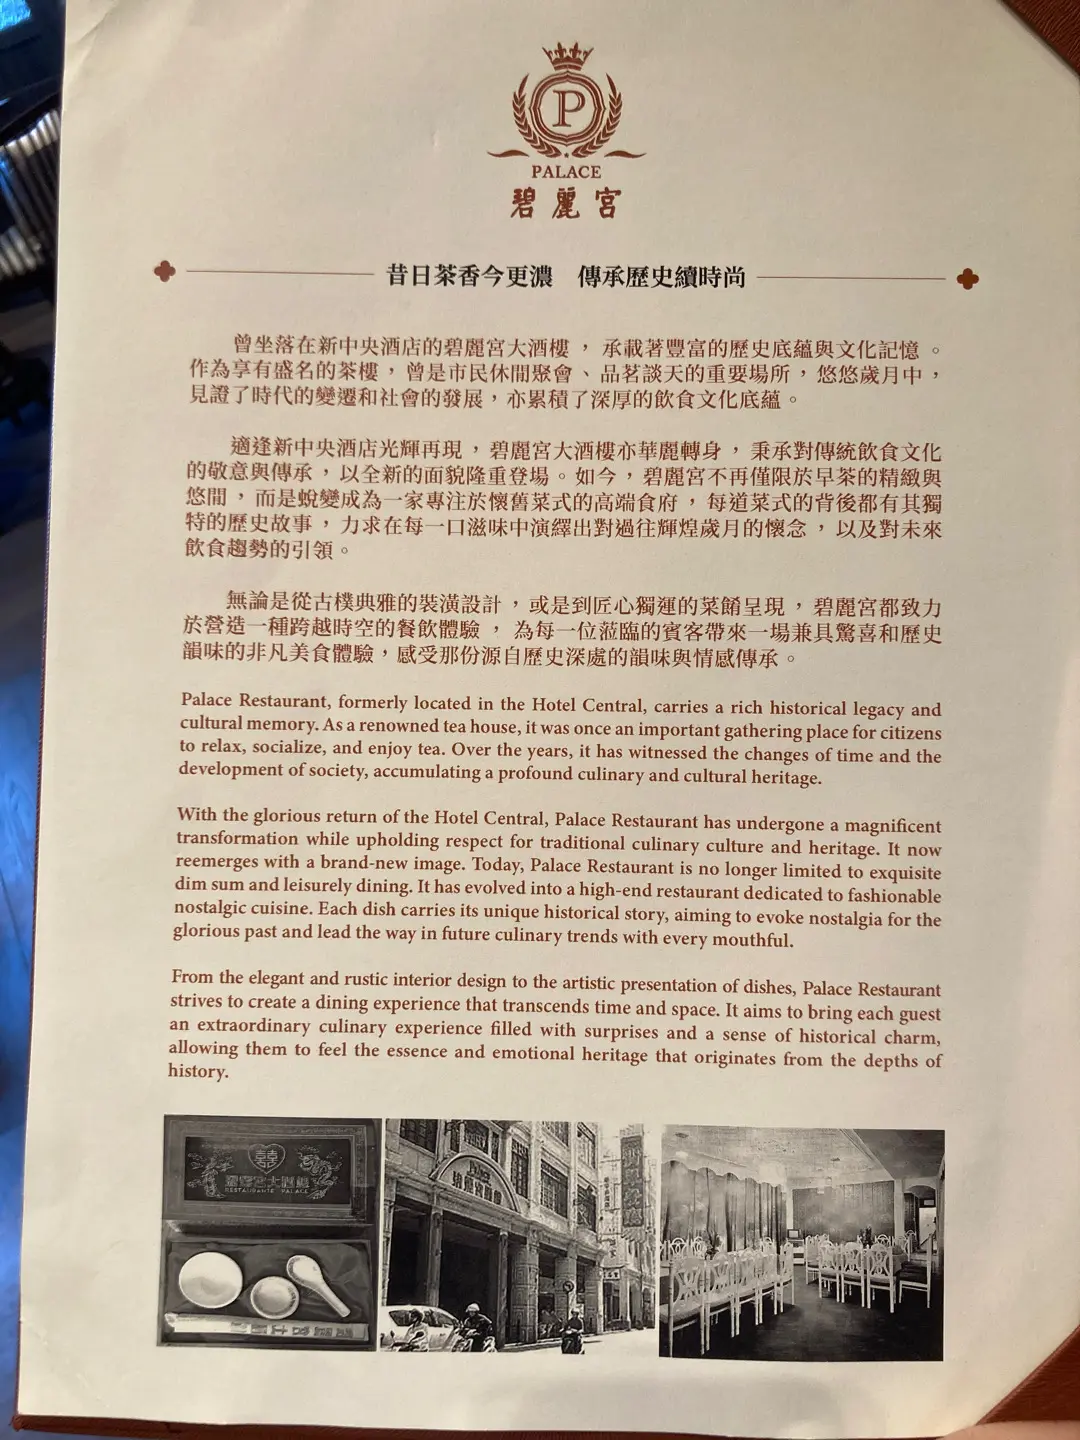 P
PALACE
碧麗宮
昔日茶香今更濃　傳承歷史續時尚
曾坐落在新中央酒店的碧麗宮大酒樓，承載著豐富的歷史底蘊與文化記憶。
作為享有盛名的茶樓，曾是市民休閒聚會、品茗談天的重要場所，悠悠歲月中，
見證了時代的變遷和社會的發展，亦累積了深厚的飲食文化底蘊。
適逢新中央酒店光輝再現，碧麗宮大酒樓亦華麗轉身，秉承對傳統飲食文化
的敬意與傳承，以全新的面貌隆重登場。如今，碧麗宮不再僅限於早茶的精緻與
悠閒，而是蛻變成為一家專注於懷舊菜式的高端食府，每道菜式的背後都有其獨
特的歷史故事，力求在每一口滋味中演繹出對過往輝煌歲月的懷念，以及對未來
飲食趨勢的引領。
無論是從古樸典雅的裝潢設計，或是到匠心獨運的菜餚呈現，碧麗宮都致力
於營造一種跨越時空的餐飲體驗，為每一位蒞臨的賓客帶來一場兼具驚喜和歷史
韻味的非凡美食體驗，感受那份源自歷史深處的韻味與情感傳承。
Palace Restaurant, formerly located in the Hotel Central, carries a rich historical legacy and
cultural memory. As a renowned tea house, it was once an important gathering place for citizens
to relax, socialize, and enjoy tea. Over the years, it has witnessed the changes of time and the
development of society, accumulating a profound culinary and cultural heritage.
With the glorious return of the Hotel Central, Palace Restaurant has undergone a magnificent
transformation while upholding respect for traditional culinary culture and heritage. It now
reemerges with a brand-new image. Today, Palace Restaurant is no longer limited to exquisite
dim sum and leisurely dining. It has evolved into a high-end restaurant dedicated to fashionable
nostalgic cuisine. Each dish carries its unique historical story, aiming to evoke nostalgia for the
glorious past and lead the way in future culinary trends with every mouthful.
From the elegant and rustic interior design to the artistic presentation of dishes, Palace Restaurant
strives to create a dining experience that transcends time and space. It aims to bring each guest
an extraordinary culinary experience filled with surprises and a sense of historical charm,
allowing them to feel the essence and emotional heritage that originates from the depths of
history.
囍
碧麗宮大酒樓
RESTAURANTE PALACE